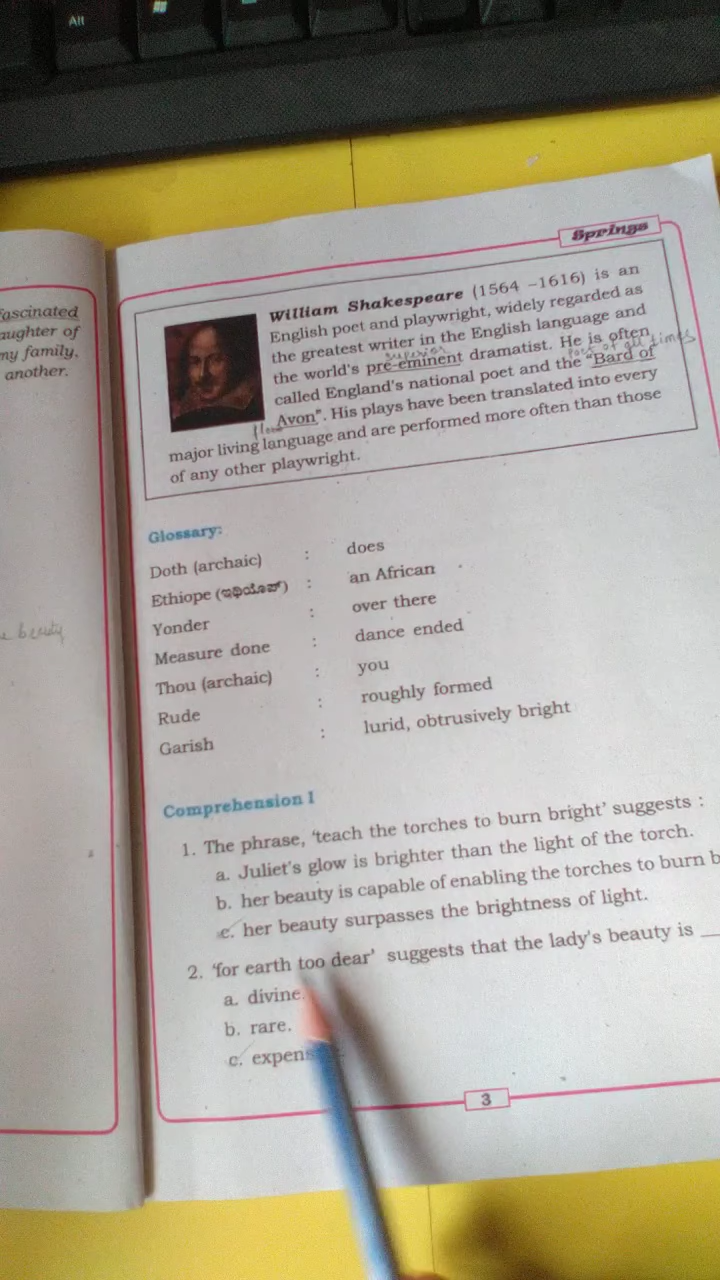 Alt
fascinated
aughter of
my family,
another.
e beauty
Springs
William Shakespeare (1564 –1616) is an
English poet and playwright, widely regarded as
the greatest writer in the English language and
superior
the world's pre-eminent dramatist. He is often
Poet of all times
called England's national poet and the "Bard of
Avon". His plays have been translated into every
major living language and are performed more often than those
of any other playwright.
Glossary:
Doth (archaic) : does
Ethiope (ಇಥಿಯೋಪ್) : an African
Yonder : over there
Measure done : dance ended
Thou (archaic) : you
Rude : roughly formed
Garish : lurid, obtrusively bright
Comprehension I
1. The phrase, 'teach the torches to burn bright' suggests :
a. Juliet's glow is brighter than the light of the torch.
b. her beauty is capable of enabling the torches to burn b
c. her beauty surpasses the brightness of light.
2. 'for earth too dear' suggests that the lady's beauty is __
a. divine.
b. rare.
c. expens
3